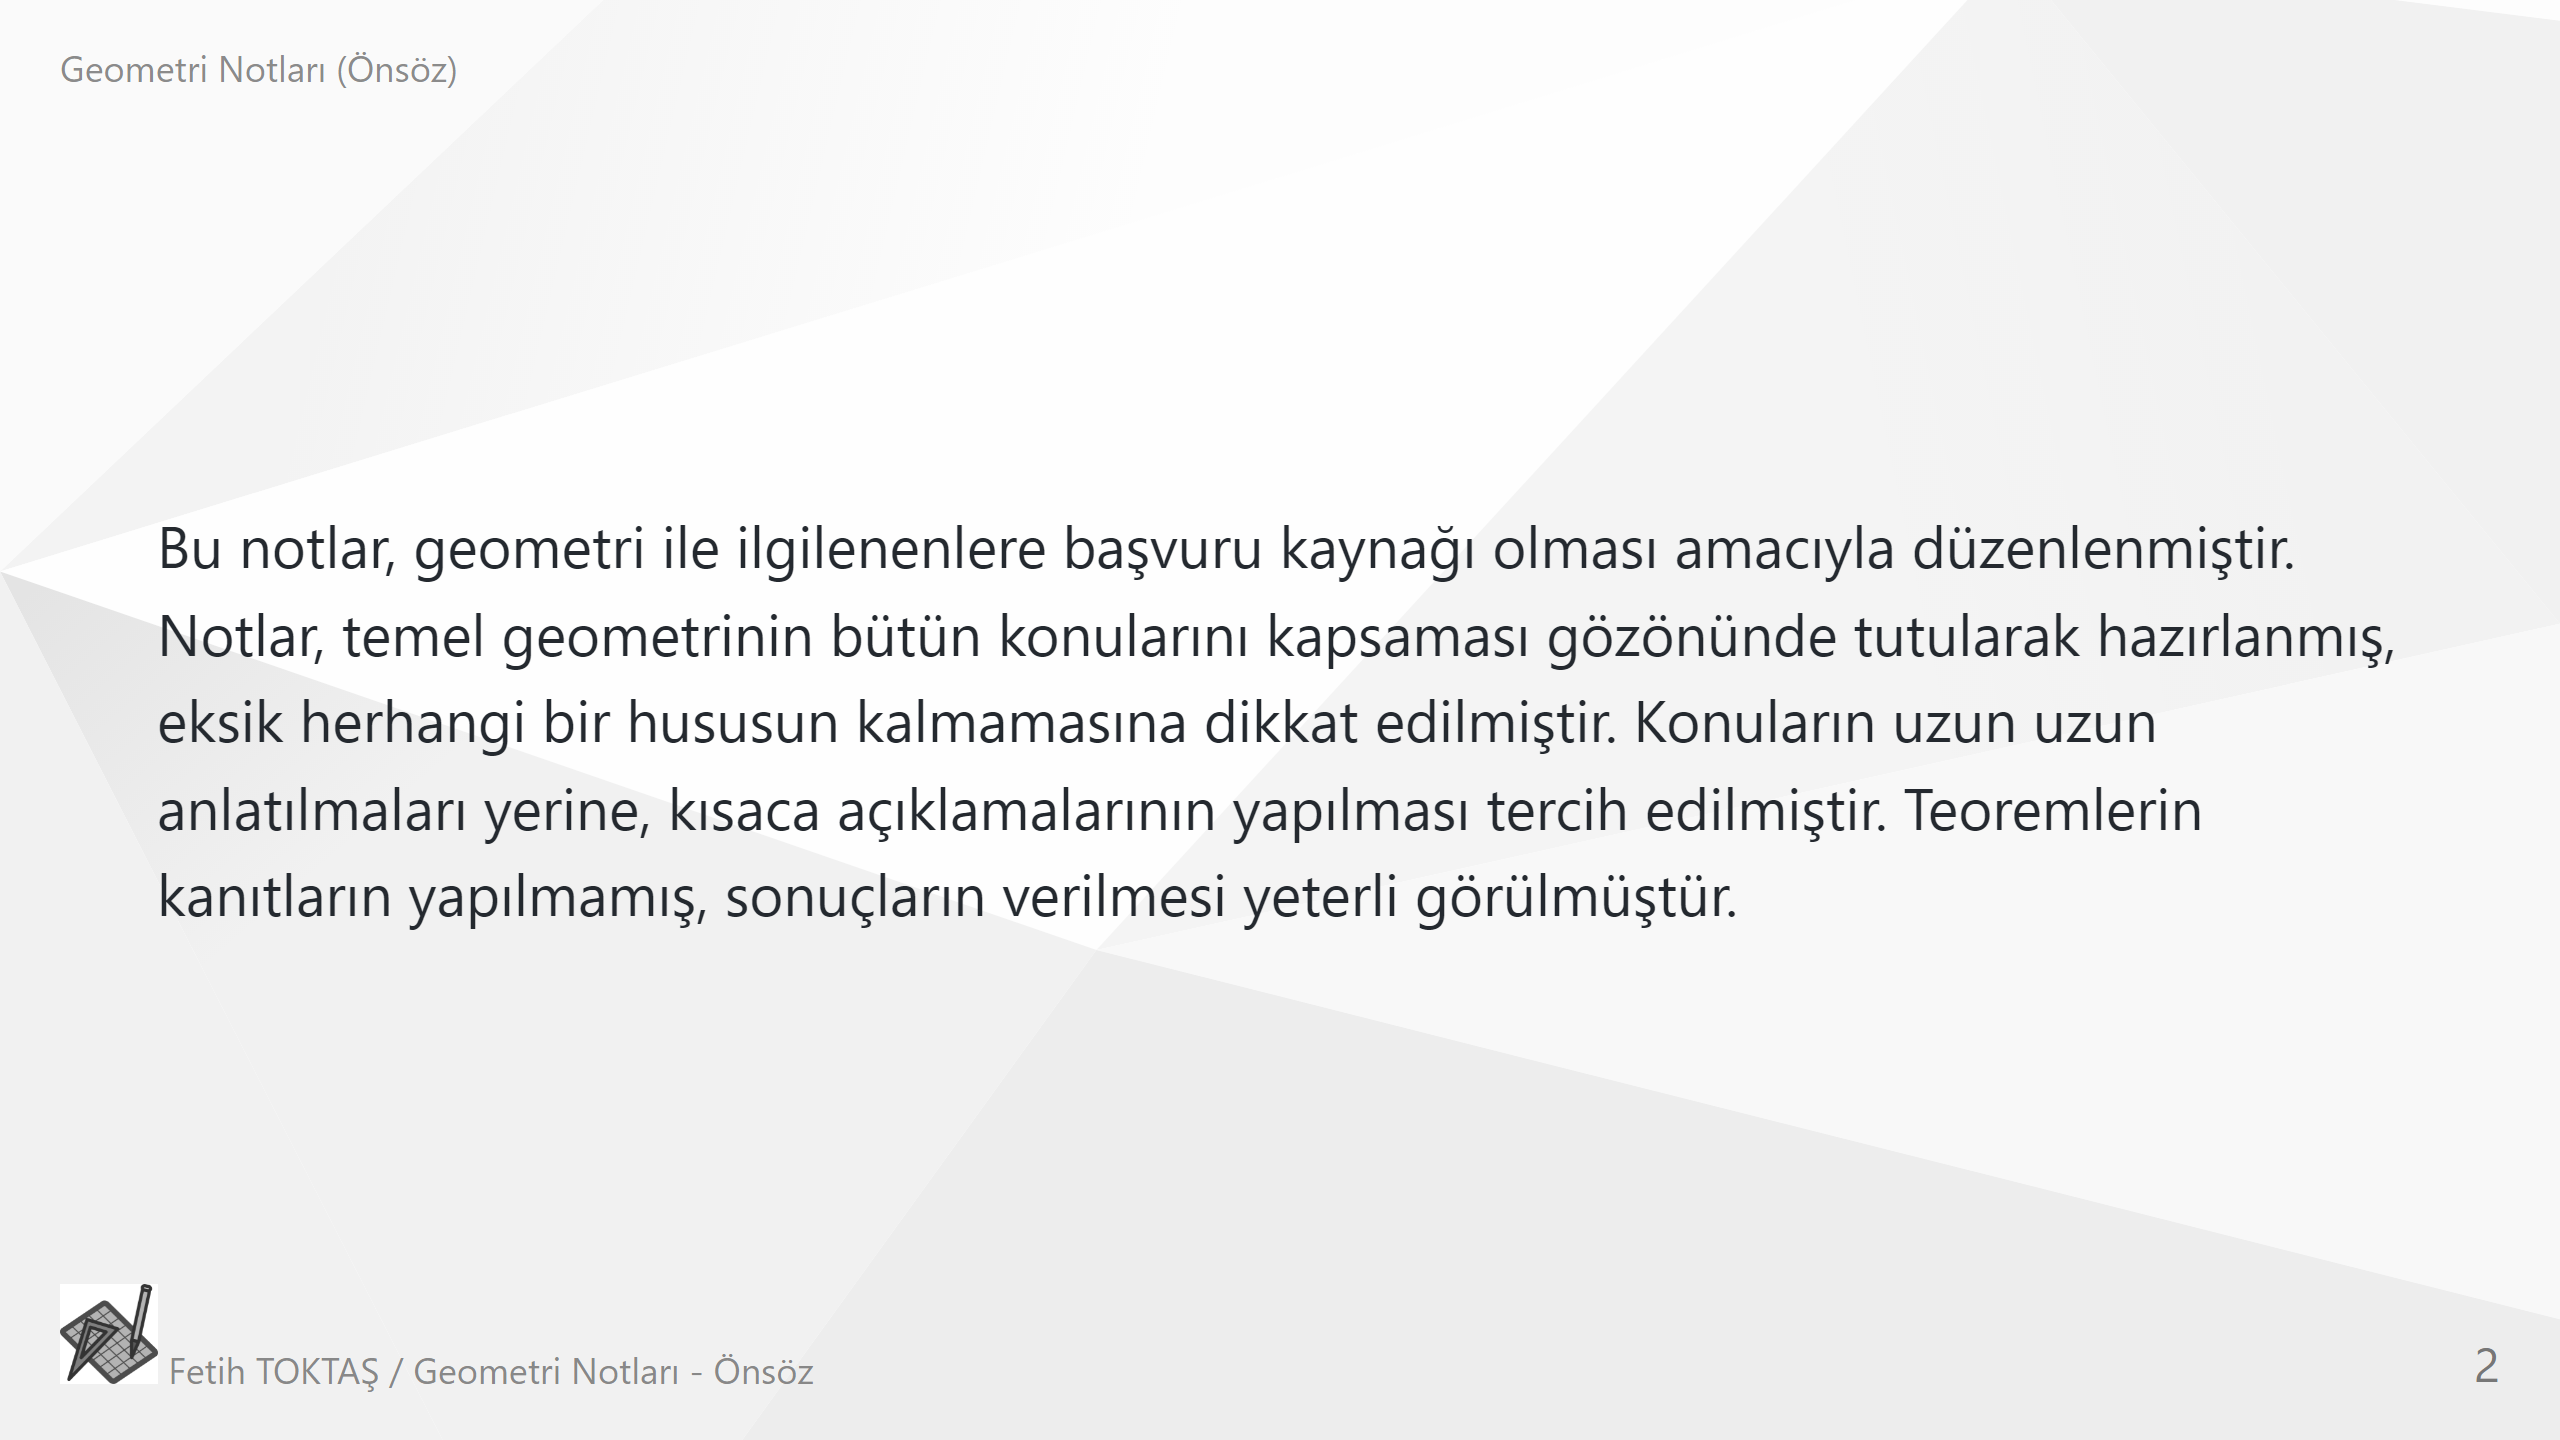 Geometri Notları (Önsöz)
Bu notlar, geometri ile ilgilenenlere başvuru kaynağı olması amacıyla düzenlenmiştir.
Notlar, temel geometrinin bütün konularını kapsaması gözönünde tutularak hazırlanmış,
eksik herhangi bir hususun kalmamasına dikkat edilmiştir. Konuların uzun uzun
anlatılmaları yerine, kısaca açıklamalarının yapılması tercih edilmiştir. Teoremlerin
kanıtların yapılmamış, sonuçların verilmesi yeterli görülmüştür.
Fetih TOKTAŞ / Geometri Notları - Önsöz
2